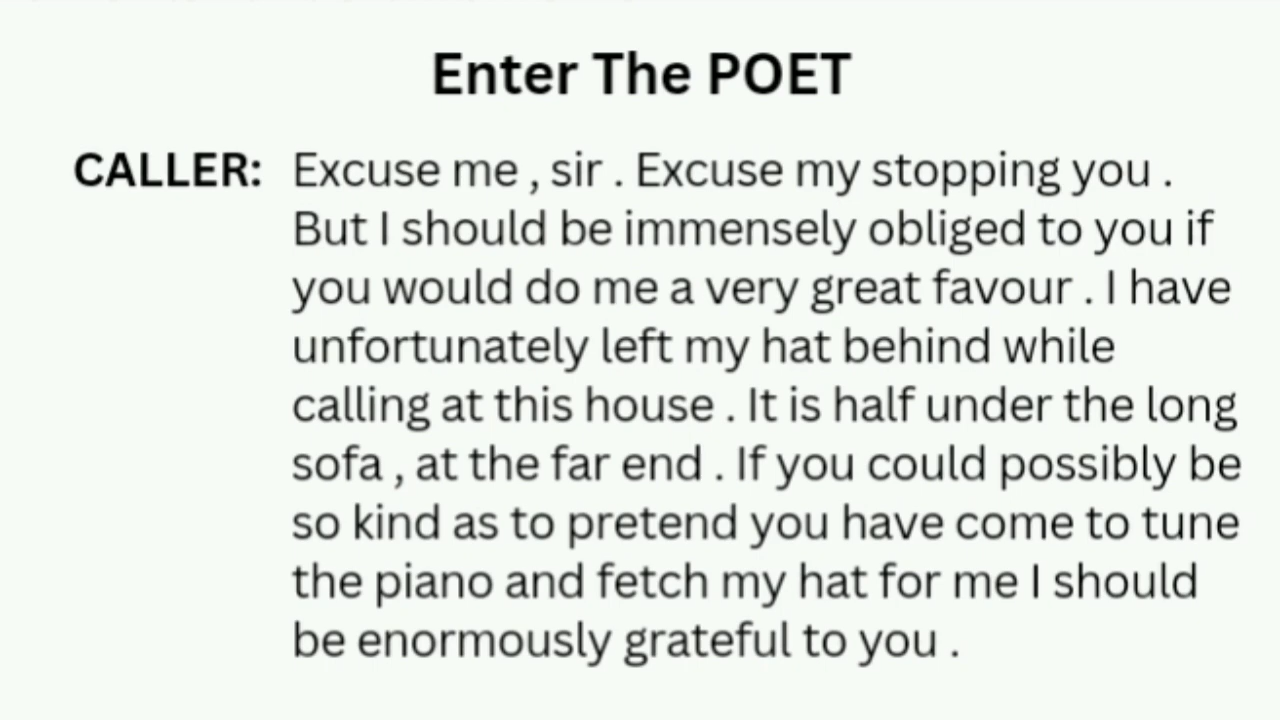 Enter The POET
CALLER: Excuse me , sir . Excuse my stopping you .
But I should be immensely obliged to you if
you would do me a very great favour . I have
unfortunately left my hat behind while
calling at this house . It is half under the long
sofa , at the far end . If you could possibly be
so kind as to pretend you have come to tune
the piano and fetch my hat for me I should
be enormously grateful to you .